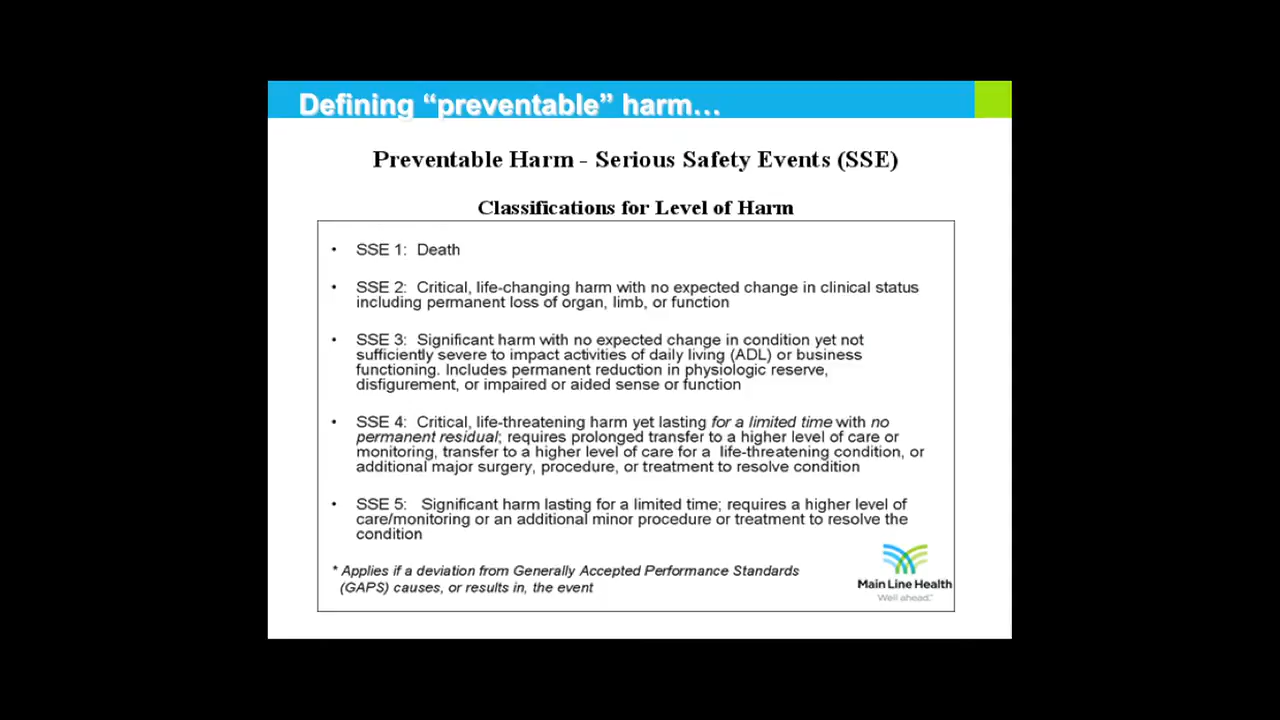 Defining “preventable” harm...
Preventable Harm - Serious Safety Events (SSE)
Classifications for Level of Harm
• SSE 1: Death
• SSE 2: Critical, life-changing harm with no expected change in clinical status
including permanent loss of organ, limb, or function
• SSE 3: Significant harm with no expected change in condition yet not
sufficiently severe to impact activities of daily living (ADL) or business
functioning. Includes permanent reduction in physiologic reserve,
disfigurement, or impaired or aided sense or function
• SSE 4: Critical, life-threatening harm yet lasting for a limited time with no
permanent residual; requires prolonged transfer to a higher level of care or
monitoring, transfer to a higher level of care for a life-threatening condition, or
additional major surgery, procedure, or treatment to resolve condition
• SSE 5: Significant harm lasting for a limited time; requires a higher level of
care/monitoring or an additional minor procedure or treatment to resolve the
condition
* Applies if a deviation from Generally Accepted Performance Standards
(GAPS) causes, or results in, the event
Main Line Health
Well ahead.™